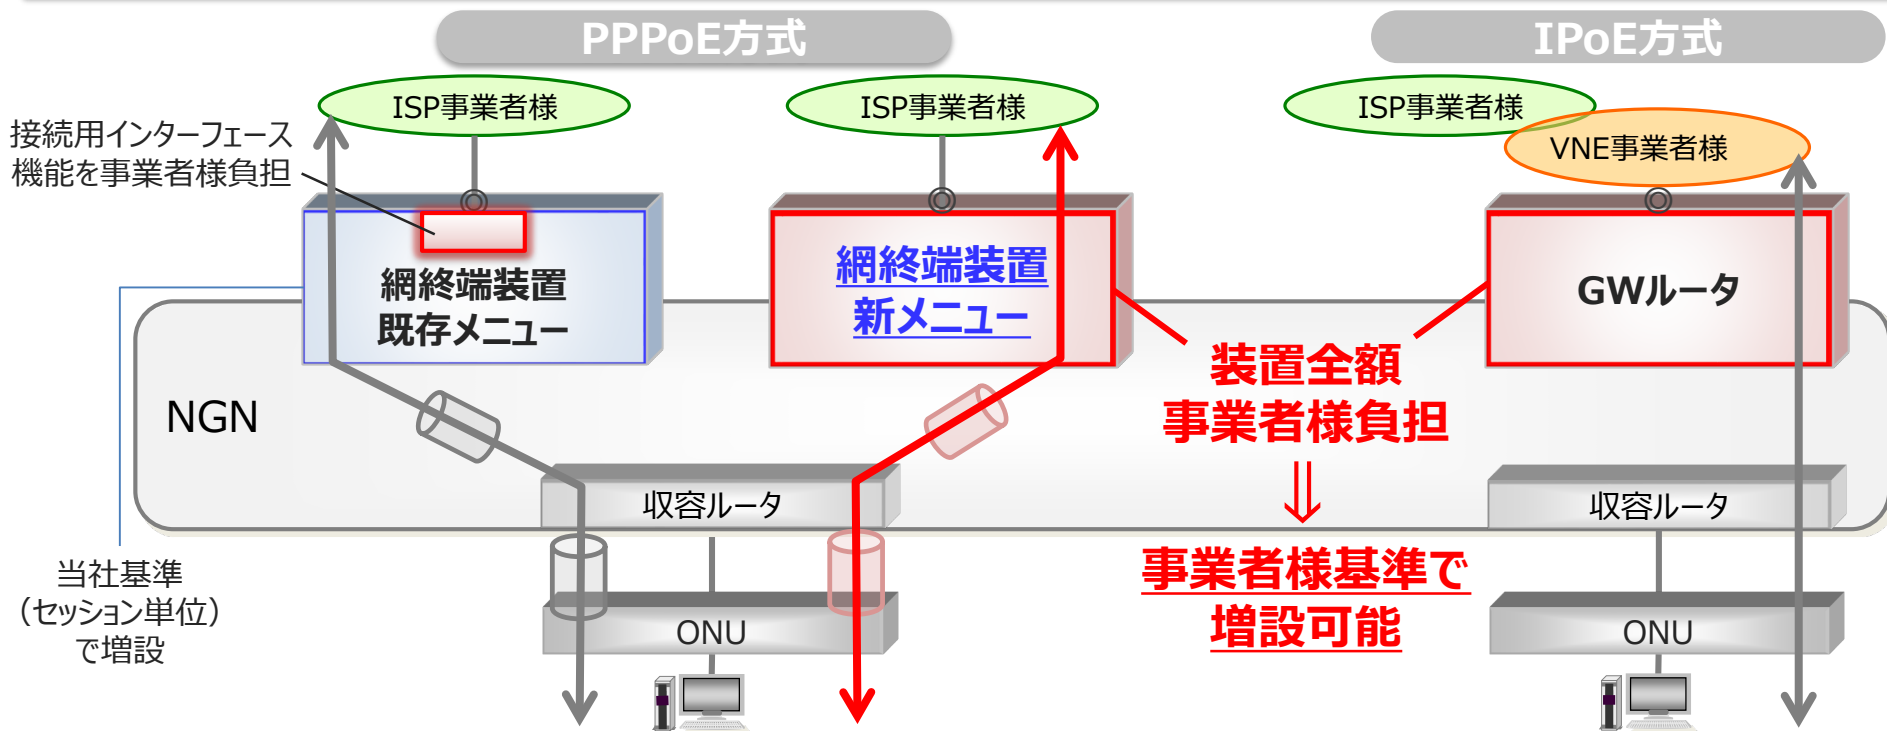 PPPoE方式
IPoE方式
ISP事業者様
ISP事業者様
ISP事業者様
VNE事業者様
接続用インターフェース
機能を事業者様負担
網終端装置
既存メニュー
網終端装置
新メニュー
GWルータ
装置全額
事業者様負担
⇓
事業者様基準で
増設可能
NGN
収容ルータ
収容ルータ
当社基準
（セッション単位）
で増設
ONU
ONU